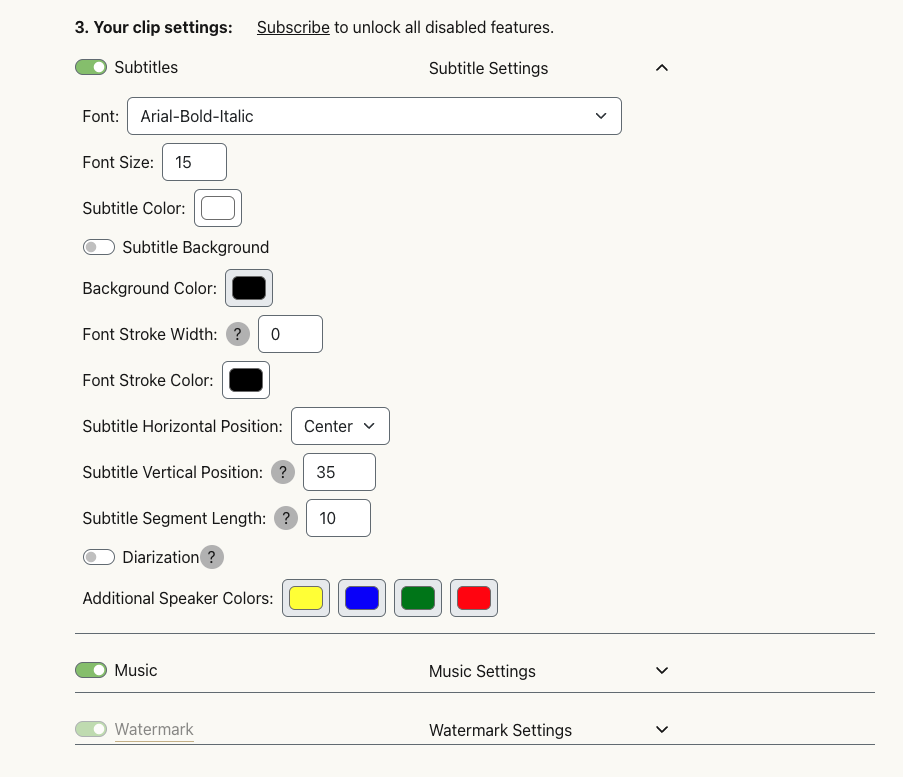 3. Your clip settings: Subscribe to unlock all disabled features.
Subtitles Subtitle Settings
Font: Arial-Bold-Italic
Font Size: 15
Subtitle Color:
Subtitle Background
Background Color:
Font Stroke Width: ? 0
Font Stroke Color:
Subtitle Horizontal Position: Center
Subtitle Vertical Position: ? 35
Subtitle Segment Length: ? 10
Diarization ?
Additional Speaker Colors:
Music Music Settings
Watermark Watermark Settings